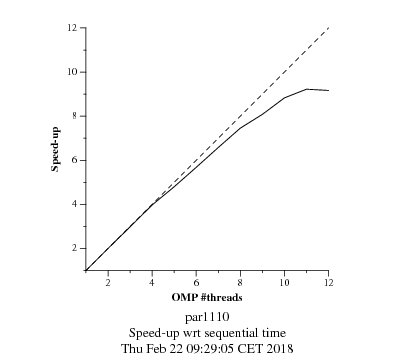 12
10
8
6
4
2
Speed-up
2 4 6 8 10 12
OMP #threads
par1110
Speed-up wrt sequential time
Thu Feb 22 09:29:05 CET 2018